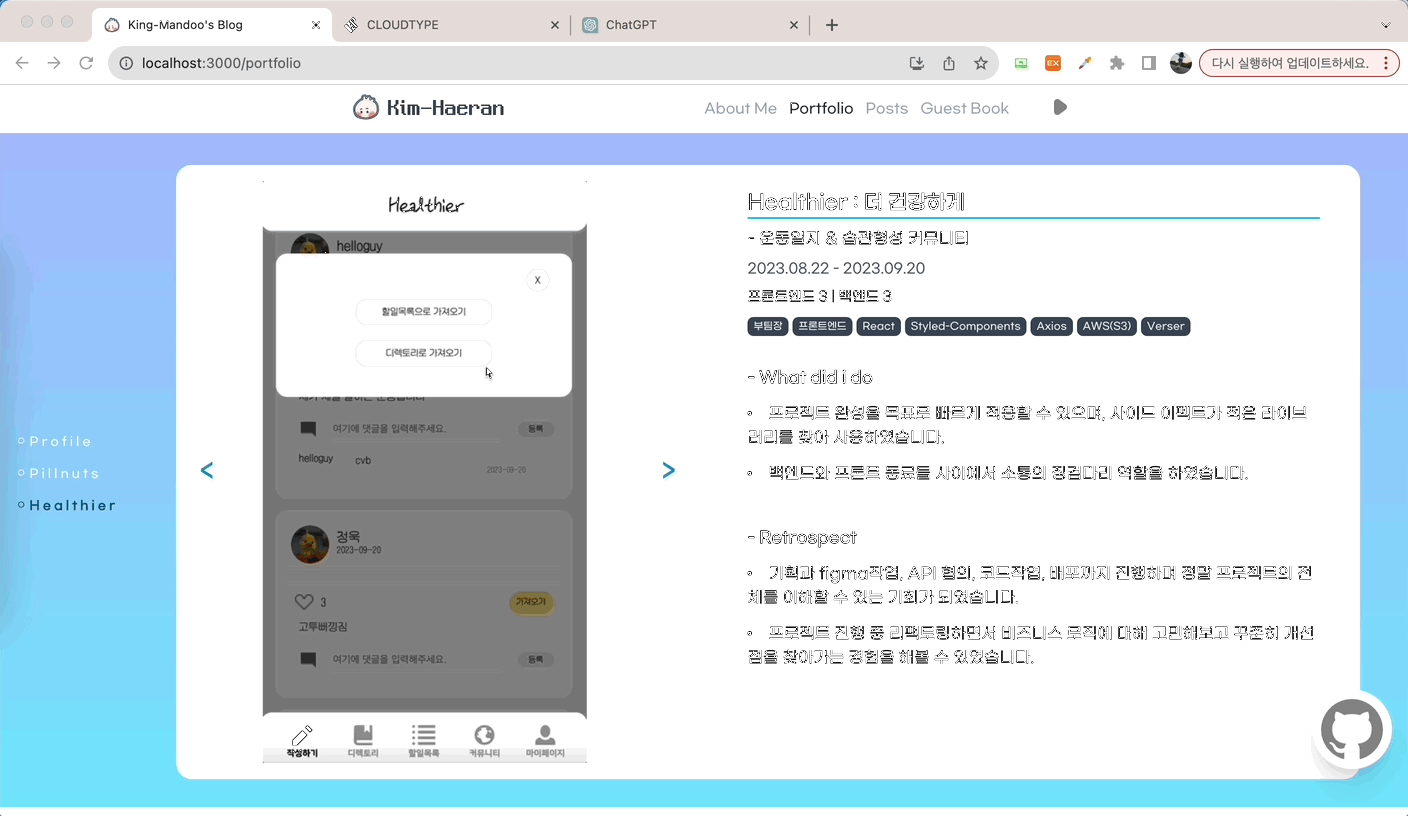 King-Mandoo's Blog
CLOUDTYPE
ChatGPT
localhost:3000/portfolio
EX
다시 실행하여 업데이트하세요.
Kim-Haeran
About Me
Portfolio
Posts
Guest Book
Profile
Pillnuts
Healthier
<
>
Healthier
helloguy
X
할일목록으로 가져오기
디렉토리로 가져오기
여기에 댓글을 입력해주세요.
등록
helloguy
cvb
2023-09-20
정욱
2023-09-20
3
가져오기
고투뻐낑짐
여기에 댓글을 입력해주세요.
등록
작성하기
디렉토리
할일목록
커뮤니티
마이페이지
Healthier : 더 건강하게
- 운동일지 & 습관형성 커뮤니티
2023.08.22 - 2023.09.20
프론트엔드 3 | 백엔드 3
부팀장 프론트엔드 React Styled-Components Axios AWS(S3) Verser
- What did i do
• 프로젝트 완성을 목표로 빠르게 적용할 수 있으며, 사이드 이펙트가 적은 라이브
러리를 찾아 사용하였습니다.
• 백엔드와 프론트 동료들 사이에서 소통의 징검다리 역할을 하였습니다.
- Retrospect
• 기획과 figma작업, API 협의, 코드작업, 배포까지 진행하며 정말 프로젝트의 전
체를 이해할 수 있는 기회가 되었습니다.
• 프로젝트 진행 중 리팩토링하면서 비즈니스 로직에 대해 고민해보고 꾸준히 개선
점을 찾아가는 경험을 해볼 수 있었습니다.